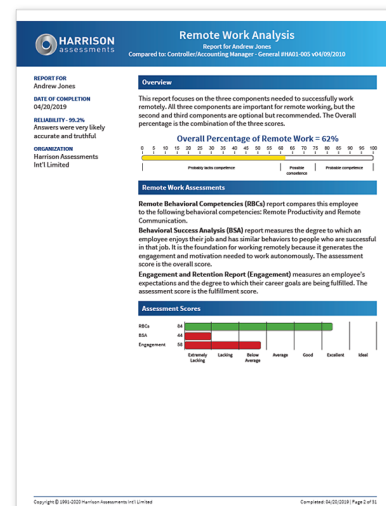 HARRISON
assessments
Remote Work Analysis
Report for Andrew Jones
Compared to: Controller/Accounting Manager - General #HA01-005 v04/09/2010
REPORT FOR
Andrew Jones
DATE OF COMPLETION
04/20/2019
RELIABILITY - 99.2%
Answers were very likely
accurate and truthful
ORGANIZATION
Harrison Assessments
Int'l Limited
Overview
This report focuses on the three components needed to successfully work
remotely. All three components are important for remote working, but the
second and third components are optional but recommended. The Overall
percentage is the combination of the three scores.
Overall Percentage of Remote Work = 62%
0 5 10 15 20 25 30 35 40 45 50 55 60 65 70 75 80 85 90 95 100
Probably lacks competence
Possible
competence
Probable competence
Remote Work Assessments
Remote Behavioral Competencies (RBCs) report compares this employee
to the following behavioral competencies: Remote Productivity and Remote
Communication.
Behavioral Success Analysis (BSA) report measures the degree to which an
employee enjoys their job and has similar behaviors to people who are successful
in that job. It is the foundation for working remotely because it generates the
engagement and motivation needed to work autonomously. The assessment
score is the overall score.
Engagement and Retention Report (Engagement) measures an employee's
expectations and the degree to which their career goals are being fulfilled. The
assessment score is the fulfillment score.
Assessment Scores
RBCs 84
BSA 44
Engagement 58
Extremely
Lacking
Lacking
Below
Average
Average
Good
Excellent
Ideal
Copyright © 1991-2020 Harrison Assessments Int'l Limited
Completed: 04/20/2019 | Page 2 of 31